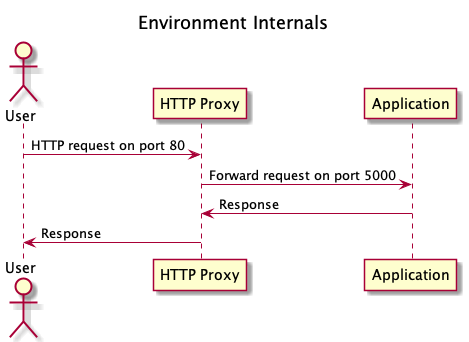 Environment Internals
User
HTTP Proxy
Application
HTTP request on port 80
Forward request on port 5000
Response
Response
User
HTTP Proxy
Application